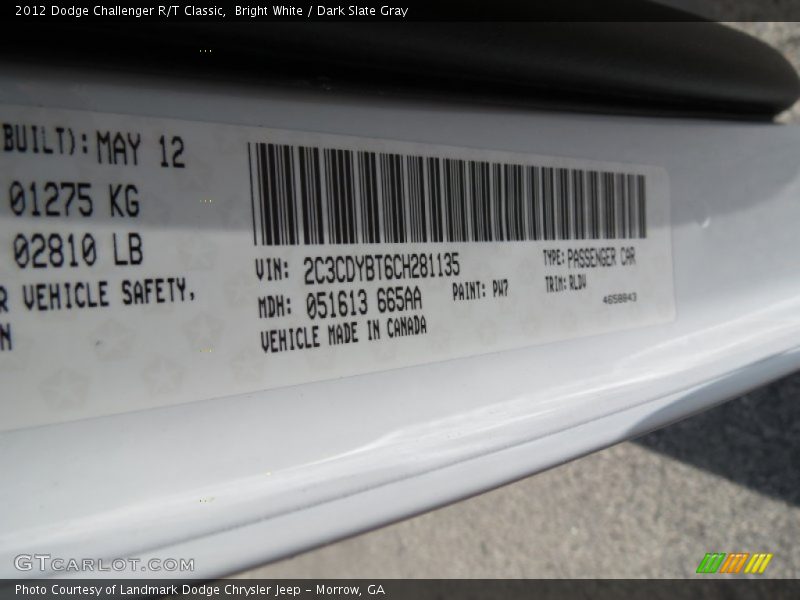 2012 Dodge Challenger R/T Classic,  Bright White / Dark Slate Gray
BUILT): MAY 12
01275 KG
02810 LB
R VEHICLE SAFETY,
N
VIN: 2C3CDYBT6CH281135
MDH: 051613 665AA
PAINT: PW7
VEHICLE MADE IN CANADA
TYPE: PASSENGER CAR
TRIM: RLDV
4658843
GTCARLOT.COM
Photo Courtesy of Landmark Dodge Chrysler Jeep - Morrow, GA